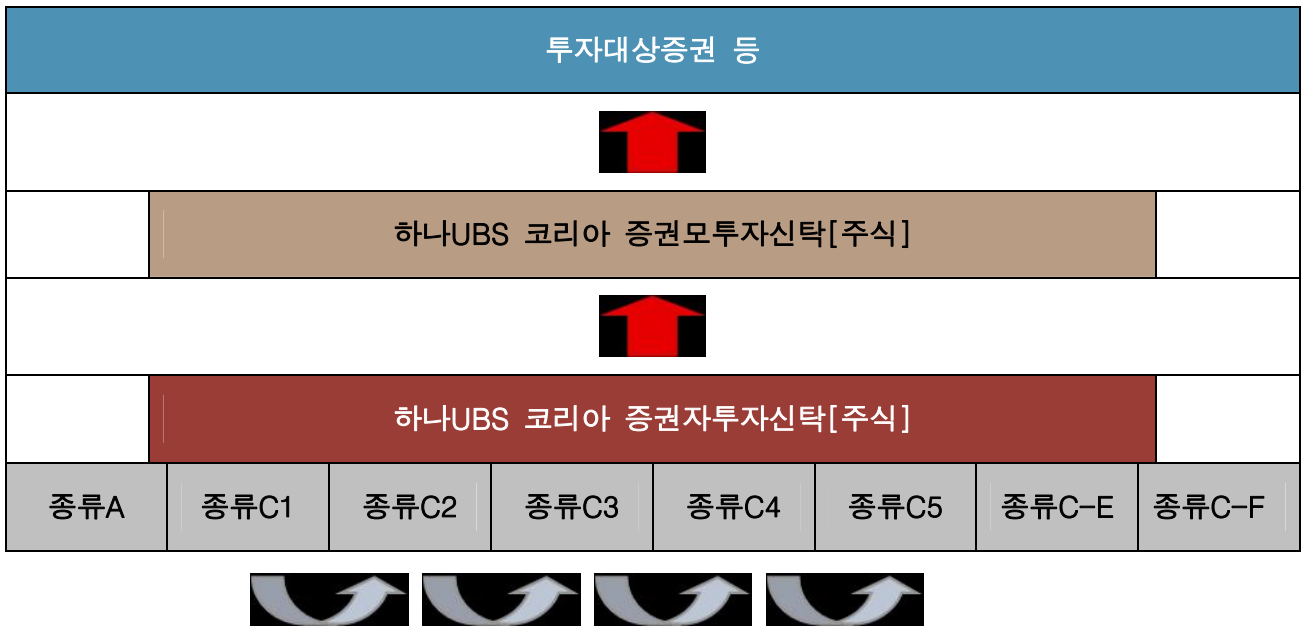 투자대상증권 등
하나UBS 코리아 증권모투자신탁[주식]
하나UBS 코리아 증권자투자신탁[주식]
종류A 종류C1 종류C2 종류C3 종류C4 종류C5 종류C-E 종류C-F